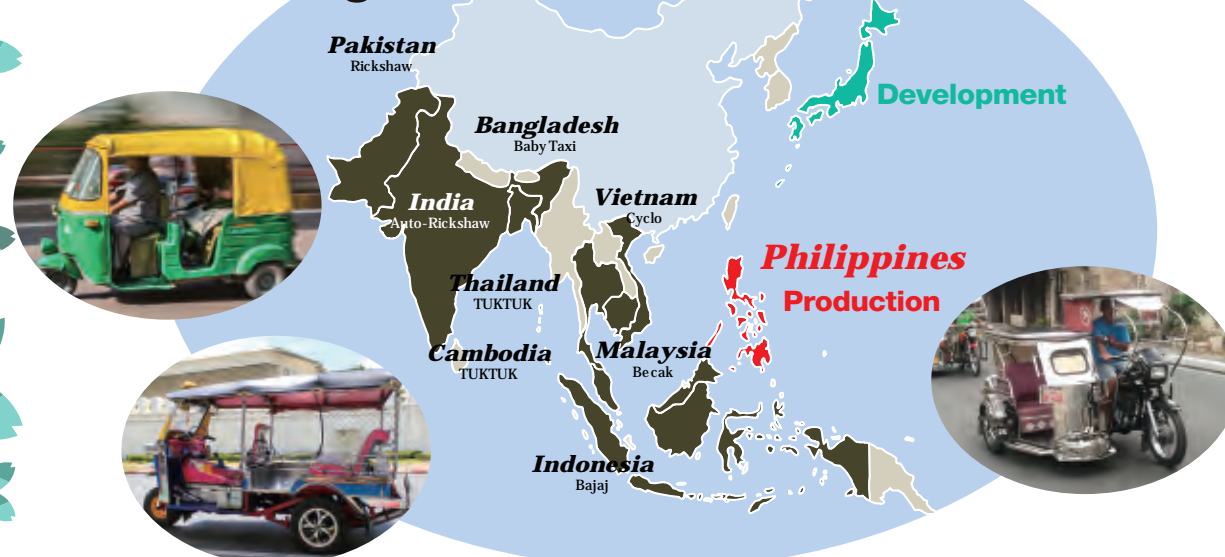 Pakistan
Rickshaw
Development
Bangladesh
Baby Taxi
India
Auto-Rickshaw
Vietnam
Cyclo
Philippines
Production
Thailand
TUKTUK
Cambodia
TUKTUK
Malaysia
Becak
Indonesia
Bajaj